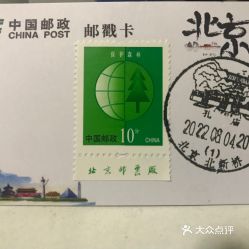 中国邮政
CHINA POST
邮戳卡
北京
保护森林
中国邮政
10分
CHINA
北京邮票厂
2022.08.04.20
(1)
北京 北新桥
大众点评